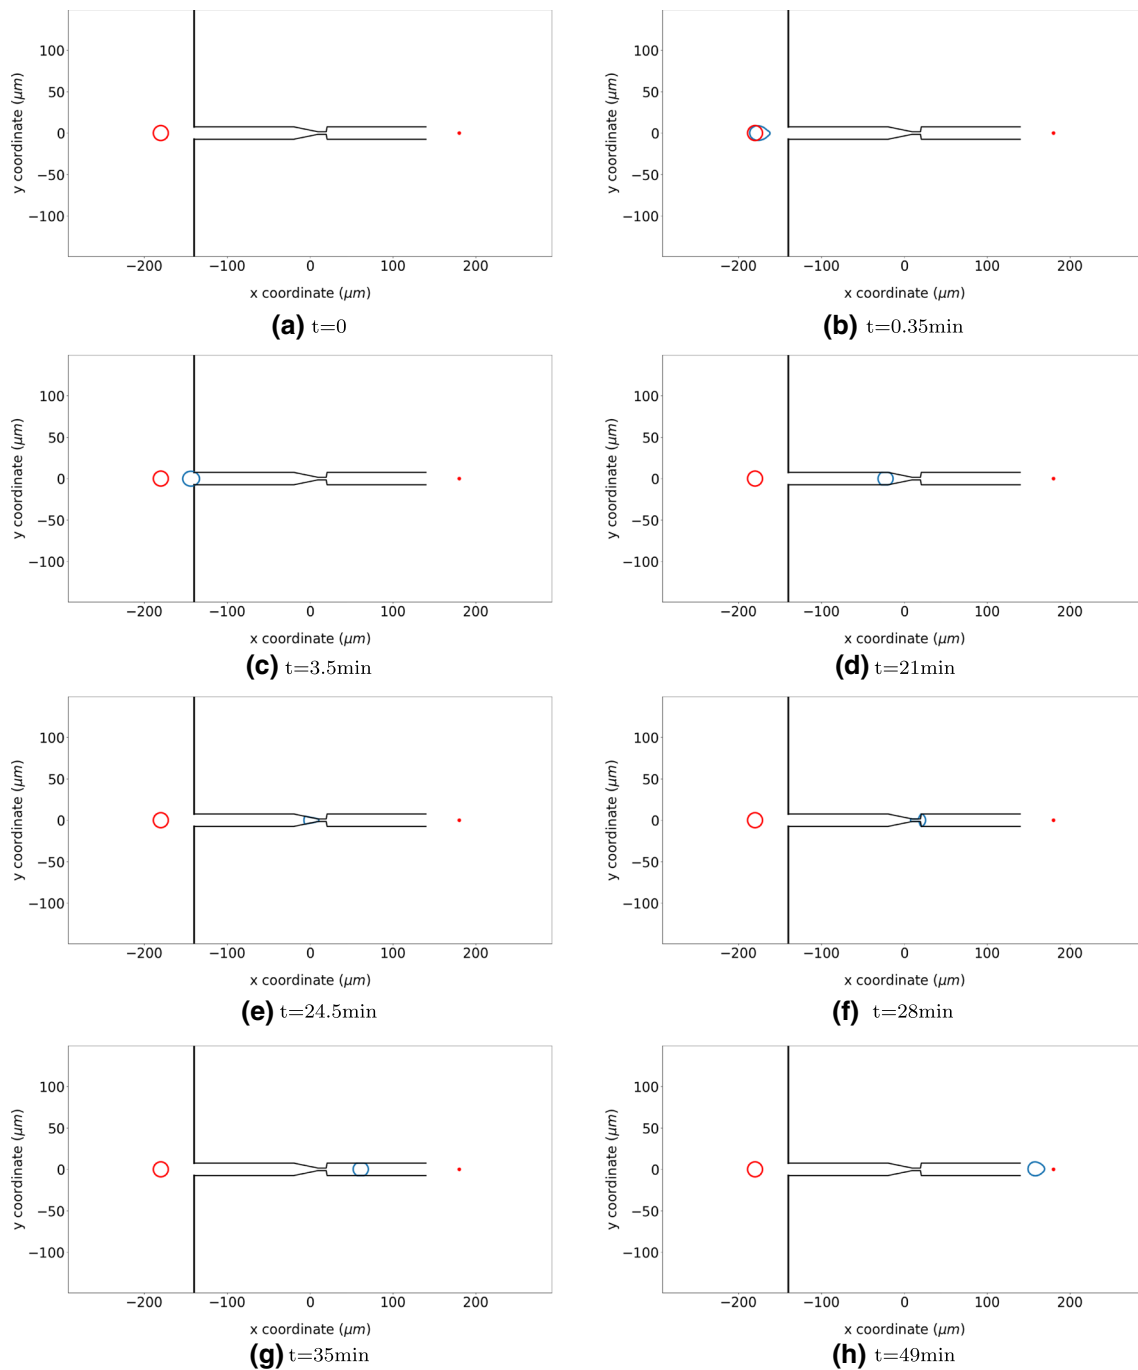 100
50
0
−50
−100
y coordinate (μm)
−200 −100 0 100 200
x coordinate (μm)
(a) t=0
100
50
0
−50
−100
y coordinate (μm)
−200 −100 0 100 200
x coordinate (μm)
(b) t=0.35min
100
50
0
−50
−100
y coordinate (μm)
−200 −100 0 100 200
x coordinate (μm)
(c) t=3.5min
100
50
0
−50
−100
y coordinate (μm)
−200 −100 0 100 200
x coordinate (μm)
(d) t=21min
100
50
0
−50
−100
y coordinate (μm)
−200 −100 0 100 200
x coordinate (μm)
(e) t=24.5min
100
50
0
−50
−100
y coordinate (μm)
−200 −100 0 100 200
x coordinate (μm)
(f) t=28min
100
50
0
−50
−100
y coordinate (μm)
−200 −100 0 100 200
x coordinate (μm)
(g) t=35min
100
50
0
−50
−100
y coordinate (μm)
−200 −100 0 100 200
x coordinate (μm)
(h) t=49min